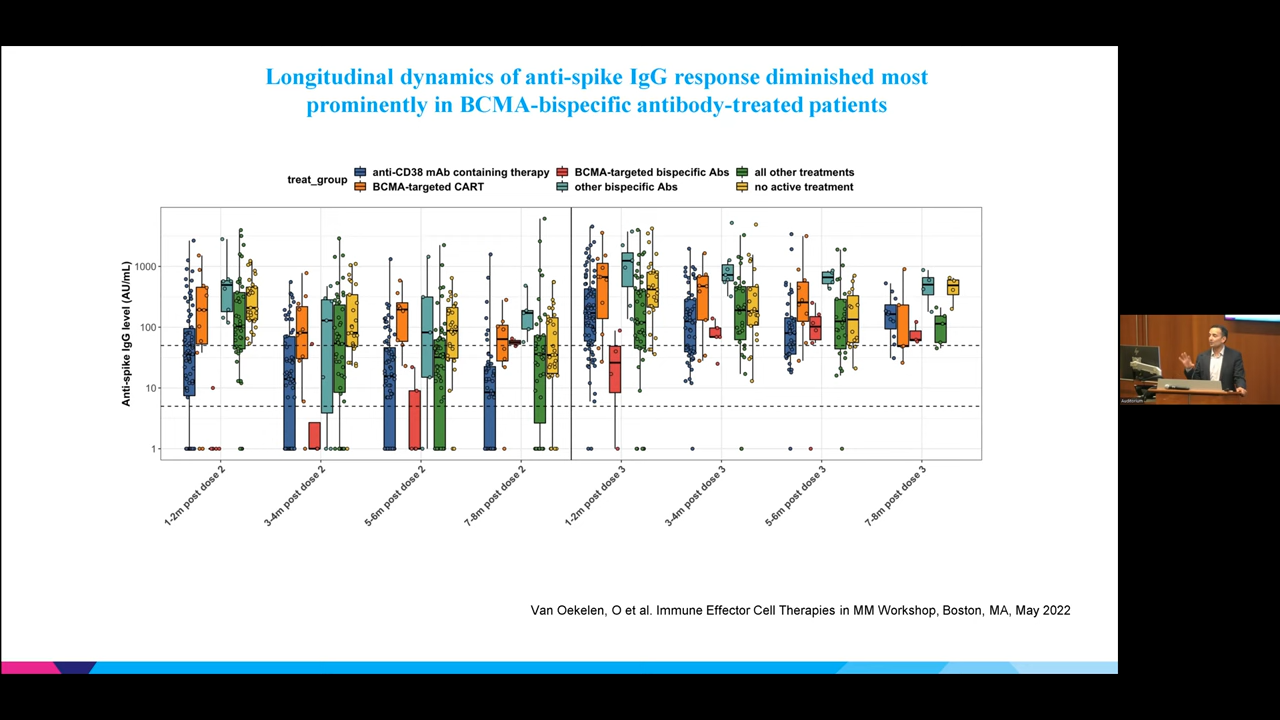 Longitudinal dynamics of anti-spike IgG response diminished most
prominently in BCMA-bispecific antibody-treated patients
treat_group
anti-CD38 mAb containing therapy
BCMA-targeted bispecific Abs
all other treatments
BCMA-targeted CART
other bispecific Abs
no active treatment
Anti-spike IgG level (AU/mL)
1000
100
10
1
1-2m post dose 2
3-4m post dose 2
5-6m post dose 2
7-8m post dose 2
1-2m post dose 3
3-4m post dose 3
5-6m post dose 3
7-8m post dose 3
Van Oekelen, O et al. Immune Effector Cell Therapies in MM Workshop, Boston, MA, May 2022
Auditorium